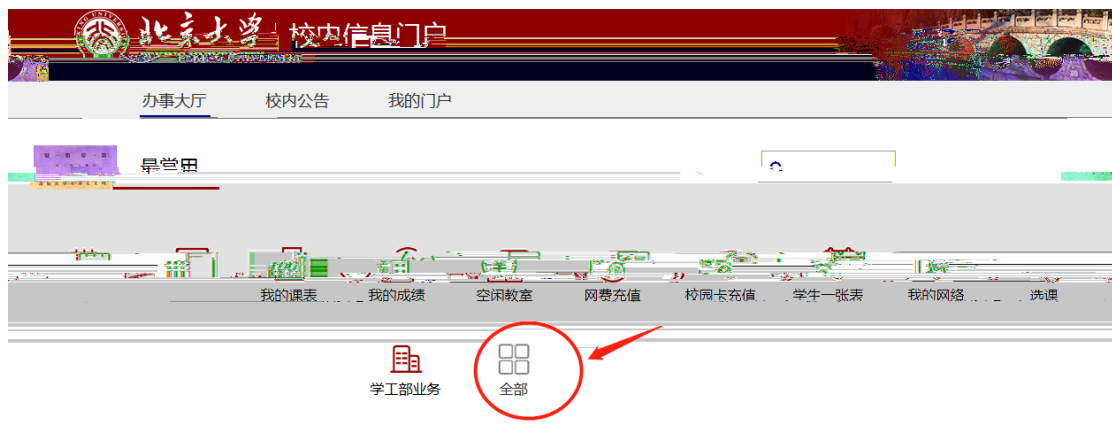 北京大学 校内信息门户
办事大厅 校内公告 我的门户
最常用
我的课表 我的成绩 空闲教室 网费充值 校园卡充值 学生一张表 我的网络 选课
学工部业务 全部